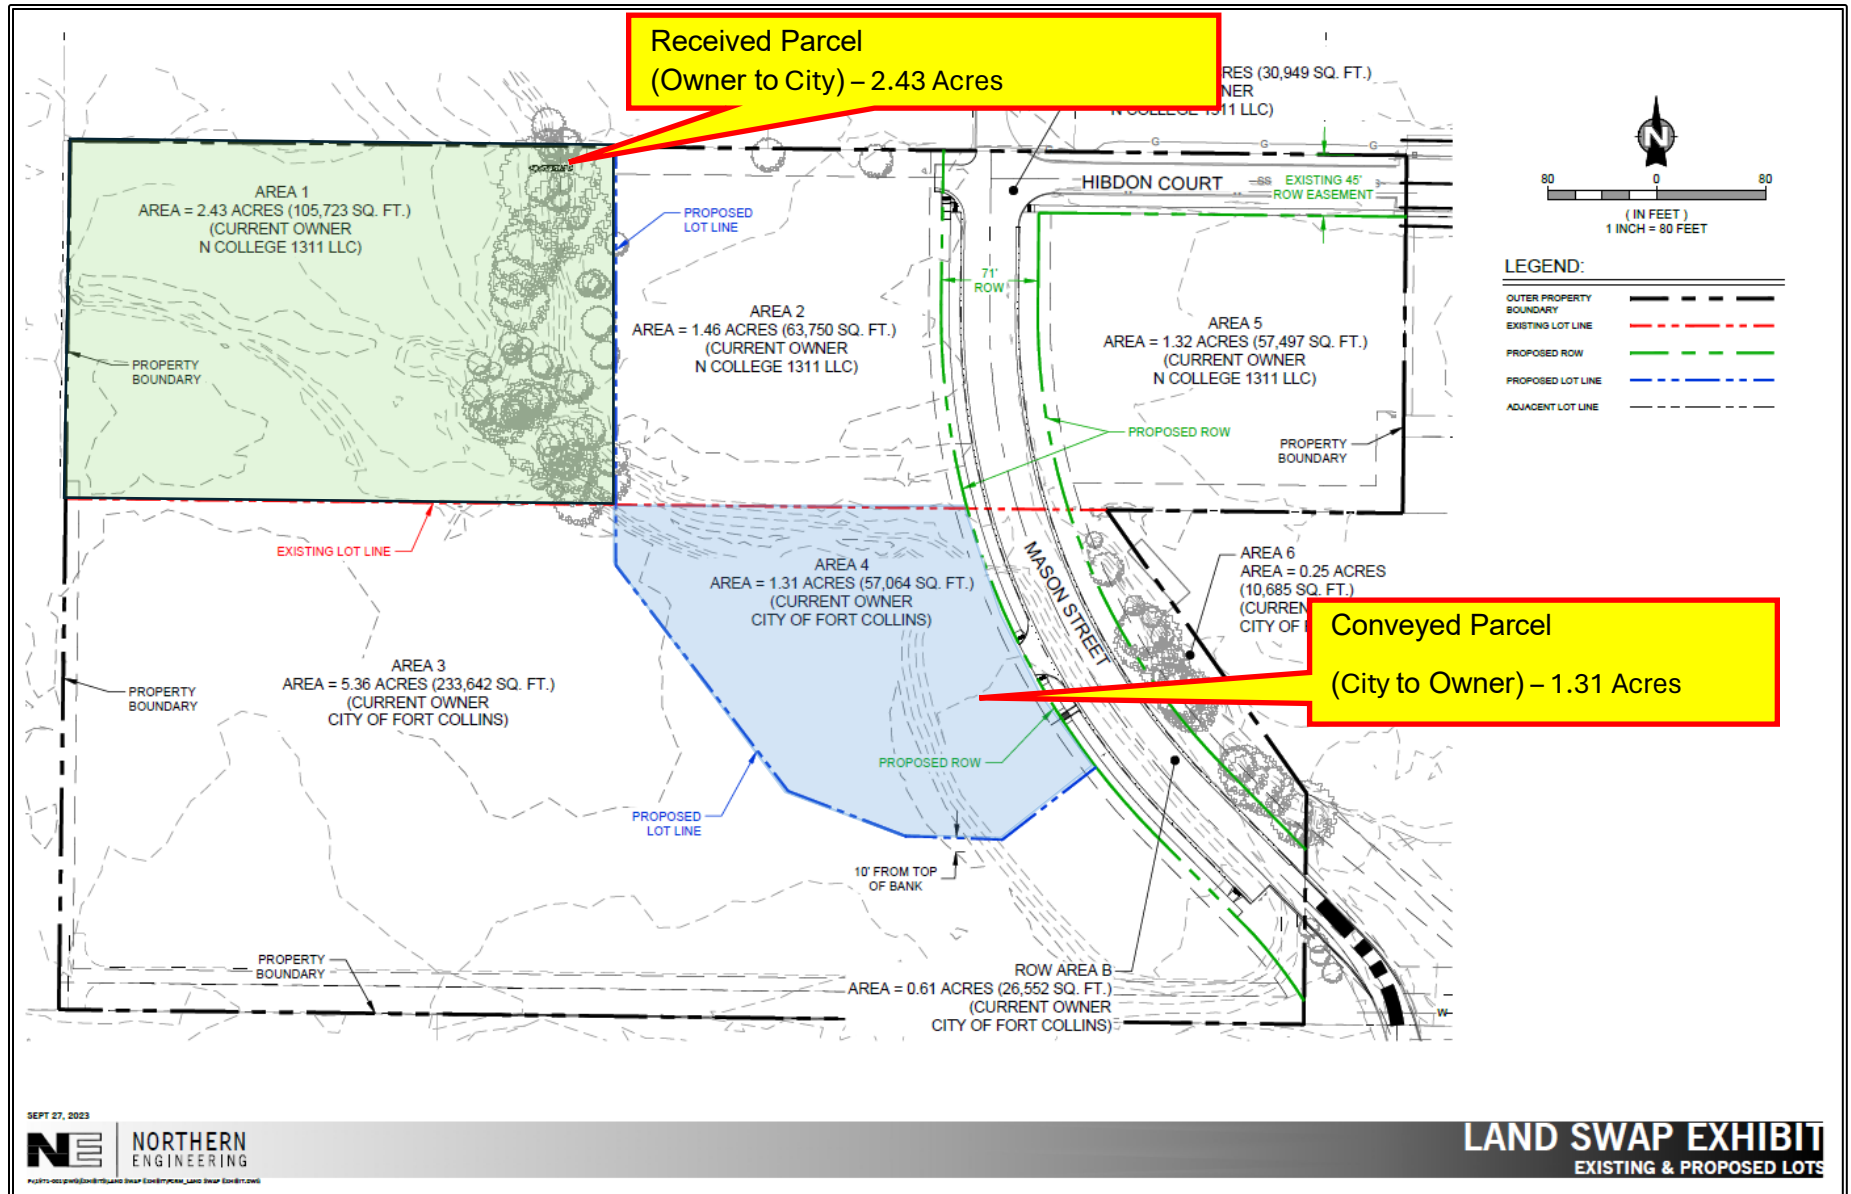 Received Parcel
(Owner to City) – 2.43 Acres
RES (30,949 SQ. FT.)
NER
N COLLEGE 1311 LLC)
AREA 1
AREA = 2.43 ACRES (105,723 SQ. FT.)
(CURRENT OWNER
N COLLEGE 1311 LLC)
PROPOSED
LOT LINE
HIBDON COURT
SS
G
G
G
EXISTING 45'
ROW EASEMENT
N
80
0
80
( IN FEET )
1 INCH = 80 FEET
LEGEND:
OUTER PROPERTY
BOUNDARY
EXISTING LOT LINE
PROPOSED ROW
PROPOSED LOT LINE
ADJACENT LOT LINE
71'
ROW
AREA 2
AREA = 1.46 ACRES (63,750 SQ. FT.)
(CURRENT OWNER
N COLLEGE 1311 LLC)
AREA 5
AREA = 1.32 ACRES (57,497 SQ. FT.)
(CURRENT OWNER
N COLLEGE 1311 LLC)
PROPERTY
BOUNDARY
PROPOSED ROW
PROPERTY
BOUNDARY
EXISTING LOT LINE
AREA 4
AREA = 1.31 ACRES (57,064 SQ. FT.)
(CURRENT OWNER
CITY OF FORT COLLINS)
MASON STREET
AREA 6
AREA = 0.25 ACRES
(10,685 SQ. FT.)
(CURREN
CITY OF
Conveyed Parcel
(City to Owner) – 1.31 Acres
AREA 3
AREA = 5.36 ACRES (233,642 SQ. FT.)
(CURRENT OWNER
CITY OF FORT COLLINS)
PROPERTY
BOUNDARY
PROPOSED ROW
PROPOSED
LOT LINE
10' FROM TOP
OF BANK
PROPERTY
BOUNDARY
ROW AREA B
AREA = 0.61 ACRES (26,552 SQ. FT.)
(CURRENT OWNER
CITY OF FORT COLLINS)
W
SEPT 27, 2023
NE
NORTHERN
ENGINEERING
LAND SWAP EXHIBIT
EXISTING & PROPOSED LOTS